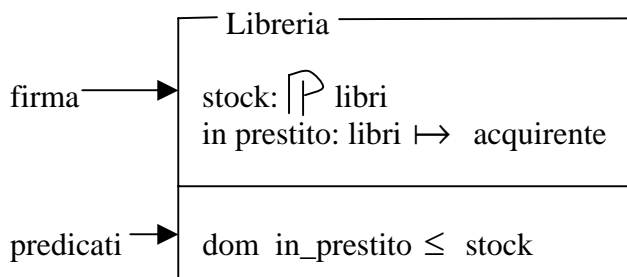 Libreria
firma
stock: ℙ libri
in prestito: libri ↦ acquirente
predicati
dom in_prestito ≤ stock